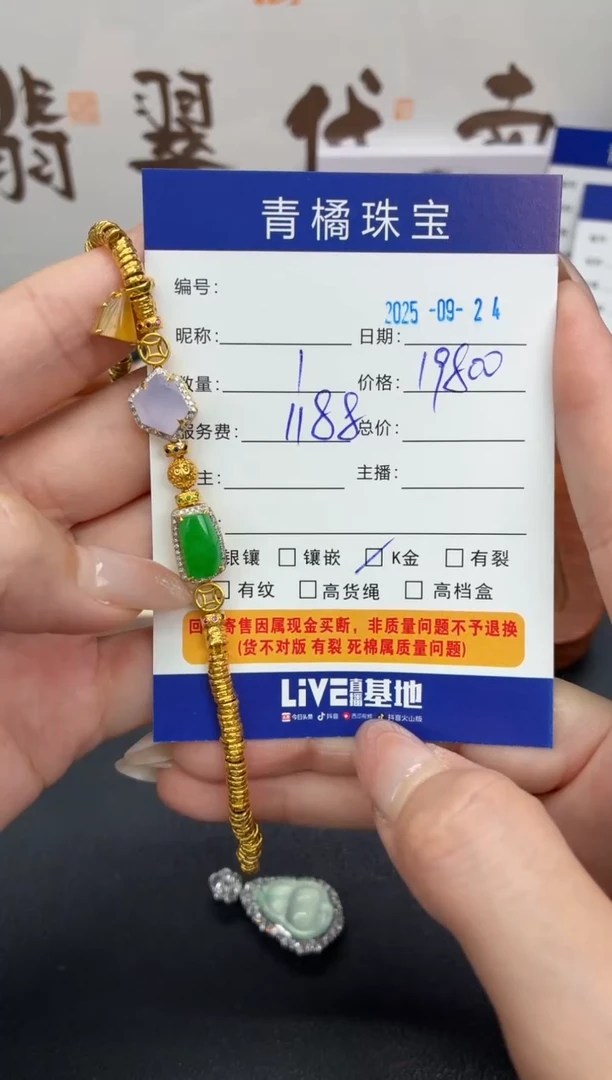 翡翠代购
青橘珠宝
编号:
2025 -09- 2 4
昵称: 日期:
数量: 1 价格: 19800
服务费: 1188 总价:
主: 主播:
银镶 镶嵌 K金 有裂
有纹 高货绳 高档盒
回 寄售因属现金买断，非质量问题不予退换
(货不对版 有裂 死棉属质量问题)
LiVE直播基地
今日头条 抖音 西瓜视频 抖音火山版